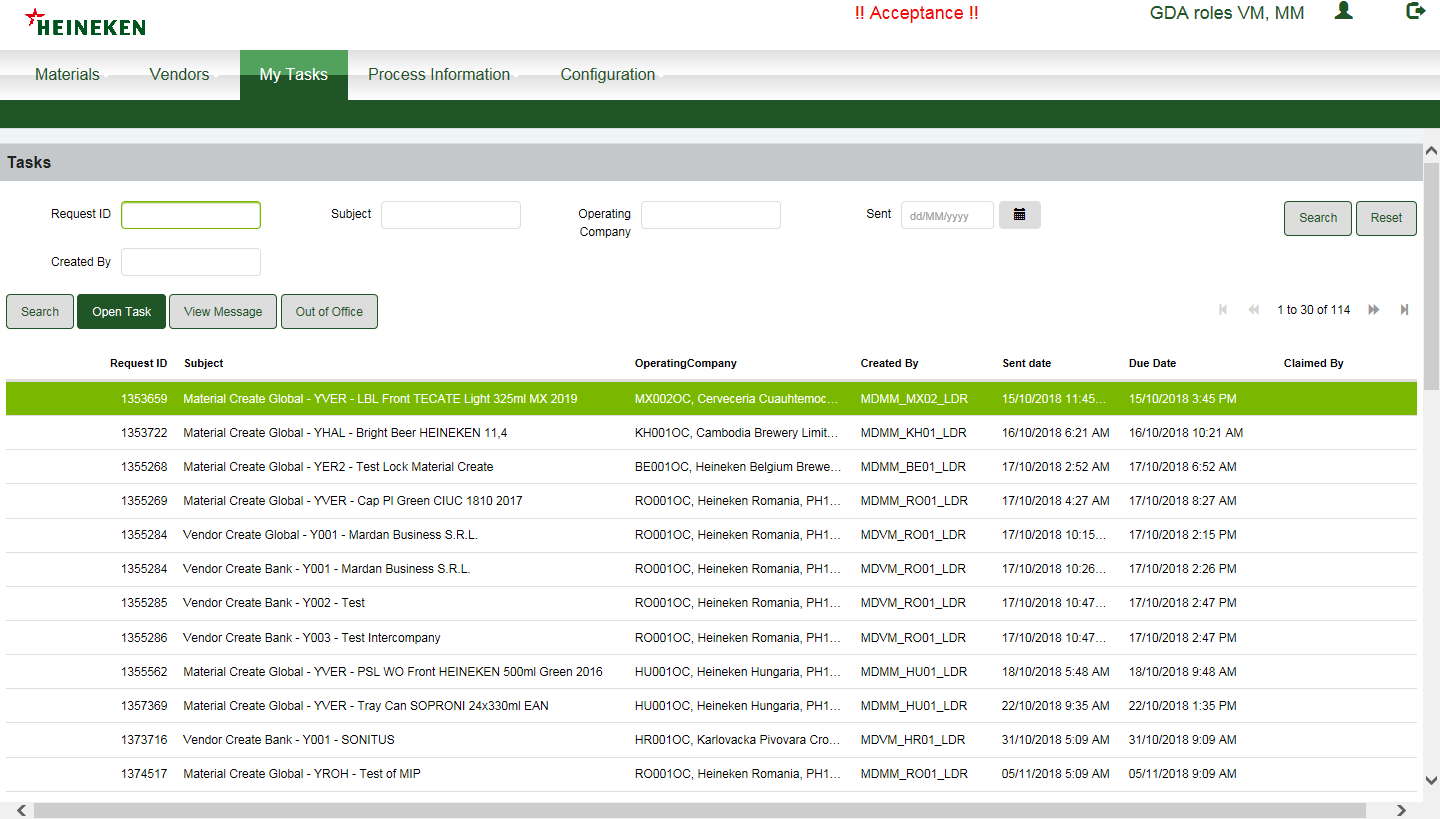 HEINEKEN
!! Acceptance !!
GDA roles VM, MM
Materials
Vendors
My Tasks
Process Information
Configuration
Tasks
Request ID
Subject
Operating Company
Sent
dd/MM/yyyy
Search
Reset
Created By
Search
Open Task
View Message
Out of Office
1 to 30 of 114
Request ID Subject OperatingCompany Created By Sent date Due Date Claimed By
1353659 Material Create Global - YVER - LBL Front TECATE Light 325ml MX 2019 MX002OC, Cerveceria Cuauhtemoc... MDMM_MX02_LDR 15/10/2018 11:45... 15/10/2018 3:45 PM
1353722 Material Create Global - YHAL - Bright Beer HEINEKEN 11,4 KH001OC, Cambodia Brewery Limit... MDMM_KH01_LDR 16/10/2018 6:21 AM 16/10/2018 10:21 AM
1355268 Material Create Global - YER2 - Test Lock Material Create BE001OC, Heineken Belgium Brewe... MDMM_BE01_LDR 17/10/2018 2:52 AM 17/10/2018 6:52 AM
1355269 Material Create Global - YVER - Cap Pl Green CIUC 1810 2017 RO001OC, Heineken Romania, PH1... MDMM_RO01_LDR 17/10/2018 4:27 AM 17/10/2018 8:27 AM
1355284 Vendor Create Global - Y001 - Mardan Business S.R.L. RO001OC, Heineken Romania, PH1... MDVM_RO01_LDR 17/10/2018 10:15... 17/10/2018 2:15 PM
1355284 Vendor Create Bank - Y001 - Mardan Business S.R.L. RO001OC, Heineken Romania, PH1... MDVM_RO01_LDR 17/10/2018 10:26... 17/10/2018 2:26 PM
1355285 Vendor Create Bank - Y002 - Test RO001OC, Heineken Romania, PH1... MDVM_RO01_LDR 17/10/2018 10:47... 17/10/2018 2:47 PM
1355286 Vendor Create Bank - Y003 - Test Intercompany RO001OC, Heineken Romania, PH1... MDVM_RO01_LDR 17/10/2018 10:47... 17/10/2018 2:47 PM
1355562 Material Create Global - YVER - PSL WO Front HEINEKEN 500ml Green 2016 HU001OC, Heineken Hungaria, PH1... MDMM_HU01_LDR 18/10/2018 5:48 AM 18/10/2018 9:48 AM
1357369 Material Create Global - YVER - Tray Can SOPRONI 24x330ml EAN HU001OC, Heineken Hungaria, PH1... MDMM_HU01_LDR 22/10/2018 9:35 AM 22/10/2018 1:35 PM
1373716 Vendor Create Bank - Y001 - SONITUS HR001OC, Karlovacka Pivovara Cro... MDVM_HR01_LDR 31/10/2018 5:09 AM 31/10/2018 9:09 AM
1374517 Material Create Global - YROH - Test of MIP RO001OC, Heineken Romania, PH1... MDMM_RO01_LDR 05/11/2018 5:09 AM 05/11/2018 9:09 AM